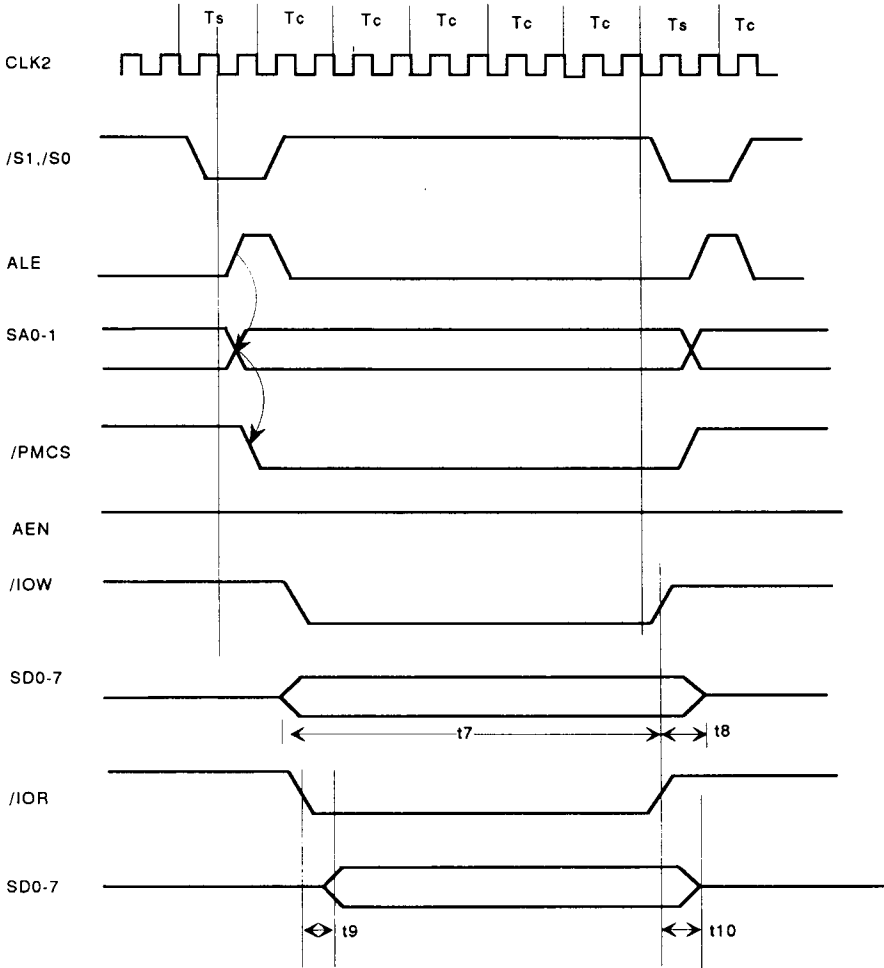 Ts Tc Tc Tc Tc Tc Ts Tc
CLK2
/S1,/S0
ALE
SA0-1
/PMCS
AEN
/IOW
SD0-7
t7 t8
/IOR
SD0-7
t9 t10